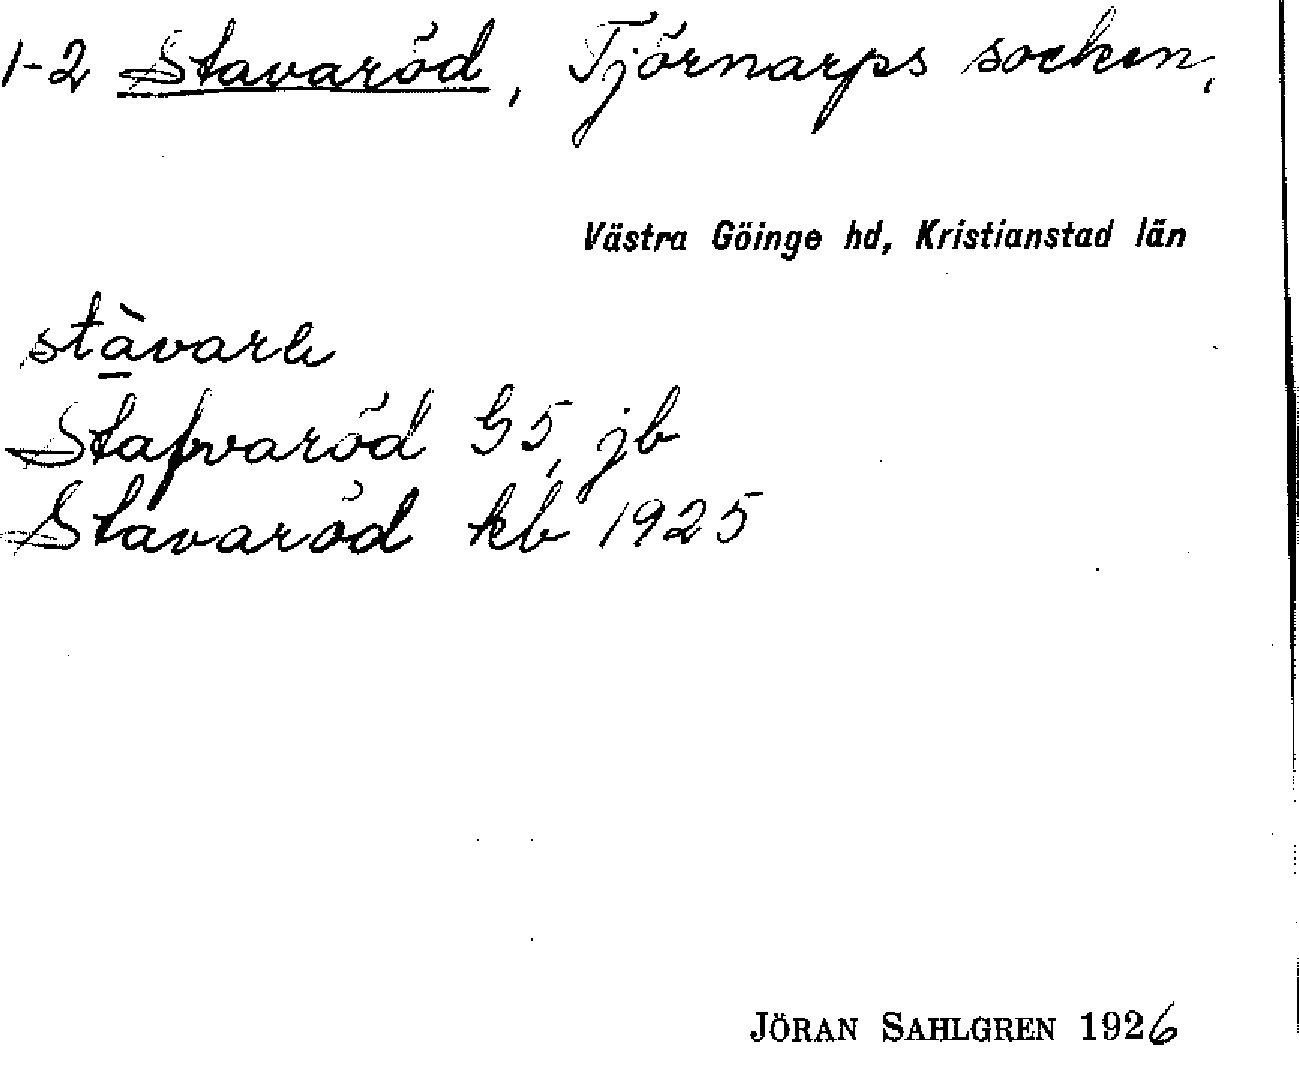 1-2 Stavaröd, Tjörnarps socken,
Västra Göinge hd, Kristianstad län
Stafvaröd G5, jb
Stavaröd kb 1925
JÖRAN SAHLGREN 1926